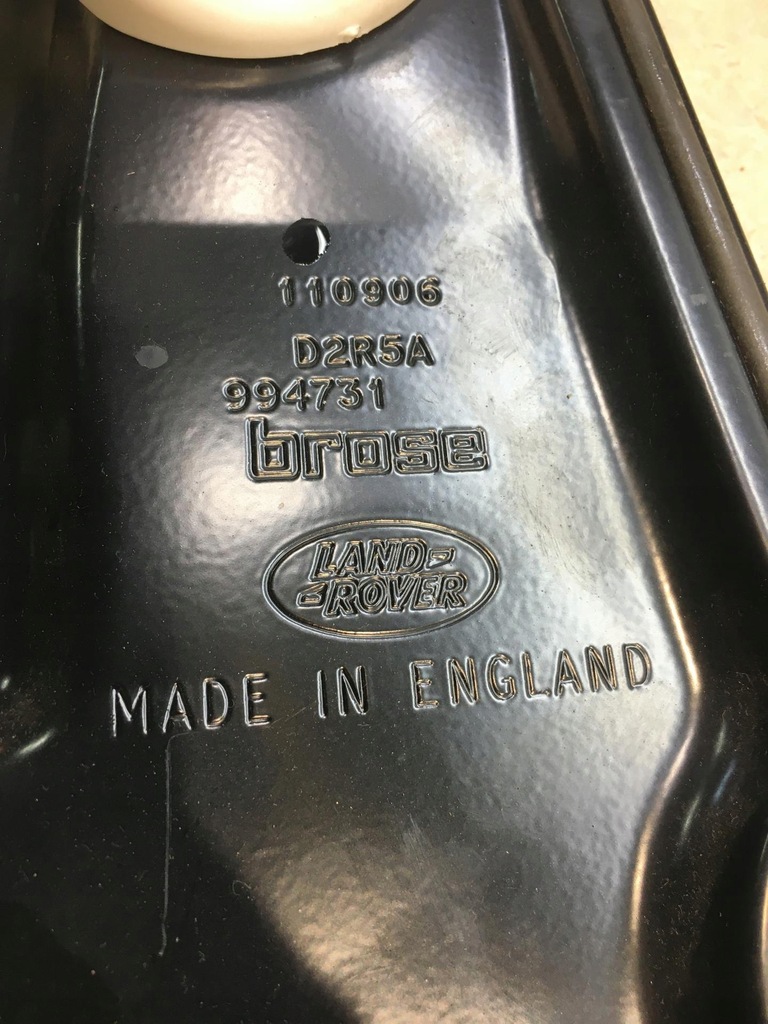 110906
D2R5A
994731
brose
LAND-
-ROVER
MADE IN ENGLAND